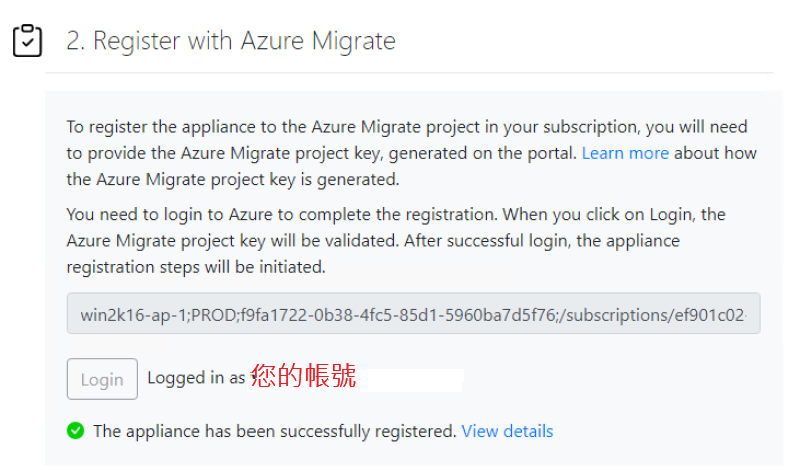 2. Register with Azure Migrate
To register the appliance to the Azure Migrate project in your subscription, you will need
to provide the Azure Migrate project key, generated on the portal. Learn more about how
the Azure Migrate project key is generated.
You need to login to Azure to complete the registration. When you click on Login, the
Azure Migrate project key will be validated. After successful login, the appliance
registration steps will be initiated.
win2k16-ap-1;PROD;f9fa1722-0b38-4fc5-85d1-5960ba7d5f76;/subscriptions/ef901c02-
Login Logged in as 您的帳號
The appliance has been successfully registered. View details